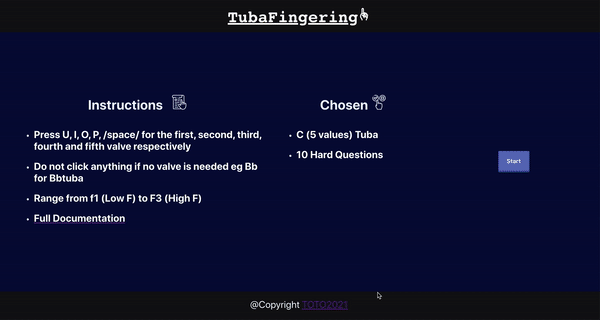 TubaFingering
Instructions
Chosen
• Press U, I, O, P, /space/ for the first, second, third,
fourth and fifth valve respectively
• Do not click anything if no valve is needed eg Bb
for Bbtuba
• Range from f1 (Low F) to F3 (High F)
• Full Documentation
• C (5 values) Tuba
• 10 Hard Questions
Start
@Copyright TOTO2021